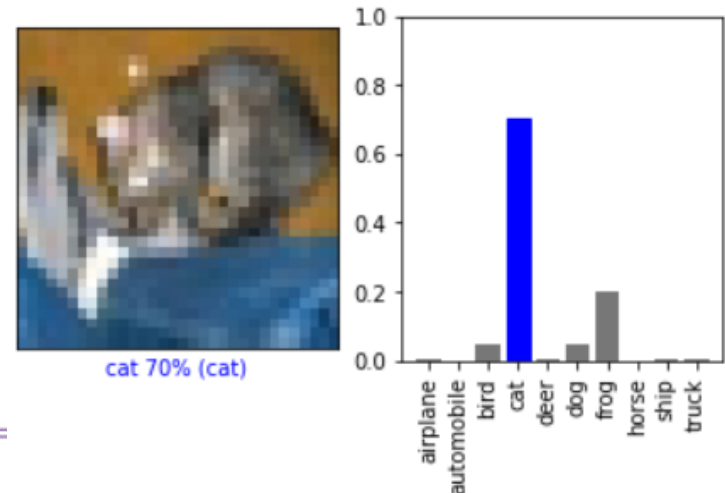 cat 70% (cat)
1.0
0.8
0.6
0.4
0.2
0.0
airplane
automobile
bird
cat
deer
dog
frog
horse
ship
truck